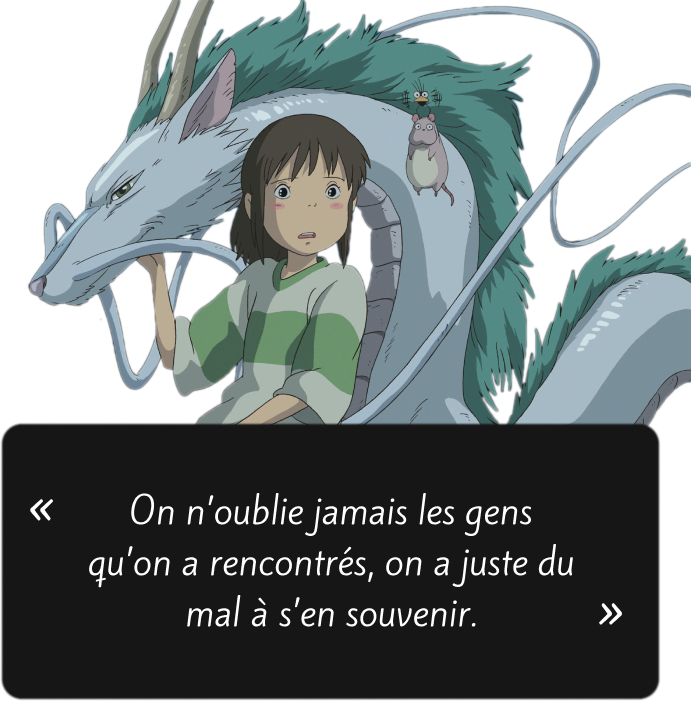 « On n'oublie jamais les gens
qu'on a rencontrés, on a juste du
mal à s'en souvenir. »